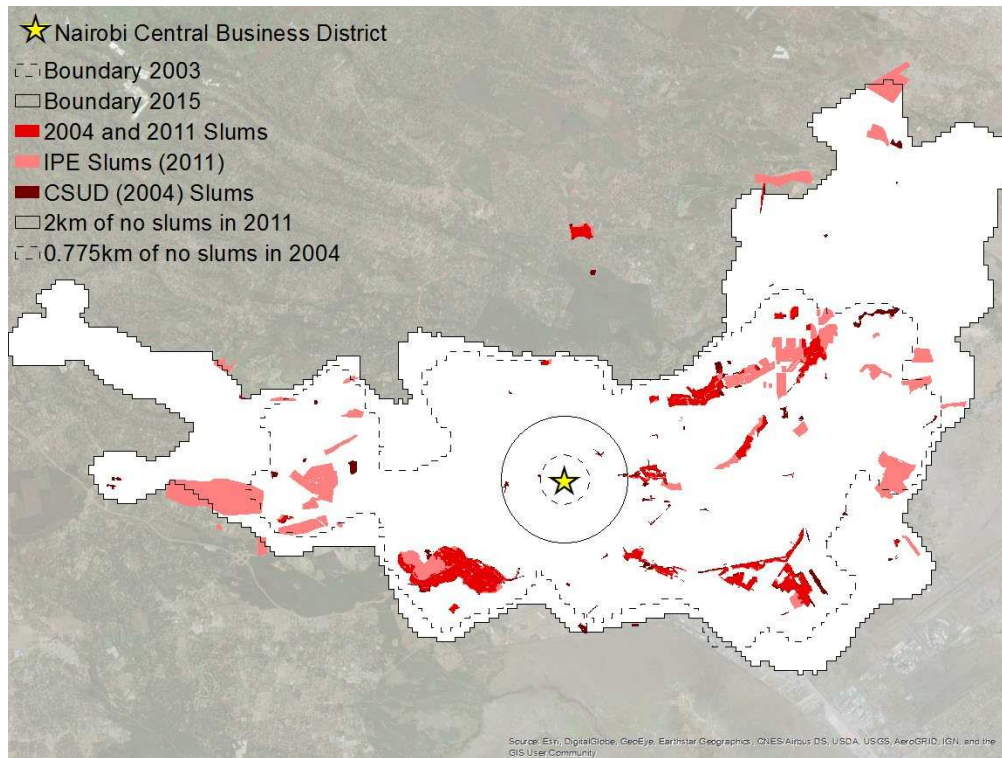 Nairobi Central Business District
Boundary 2003
Boundary 2015
2004 and 2011 Slums
IPE Slums (2011)
CSUD (2004) Slums
2km of no slums in 2011
0.775km of no slums in 2004
Source: Esri, DigitalGlobe, GeoEye, Earthstar Geographics, CNES/Airbus DS, USDA, USGS, AeroGRID, IGN, and the
GIS User Community